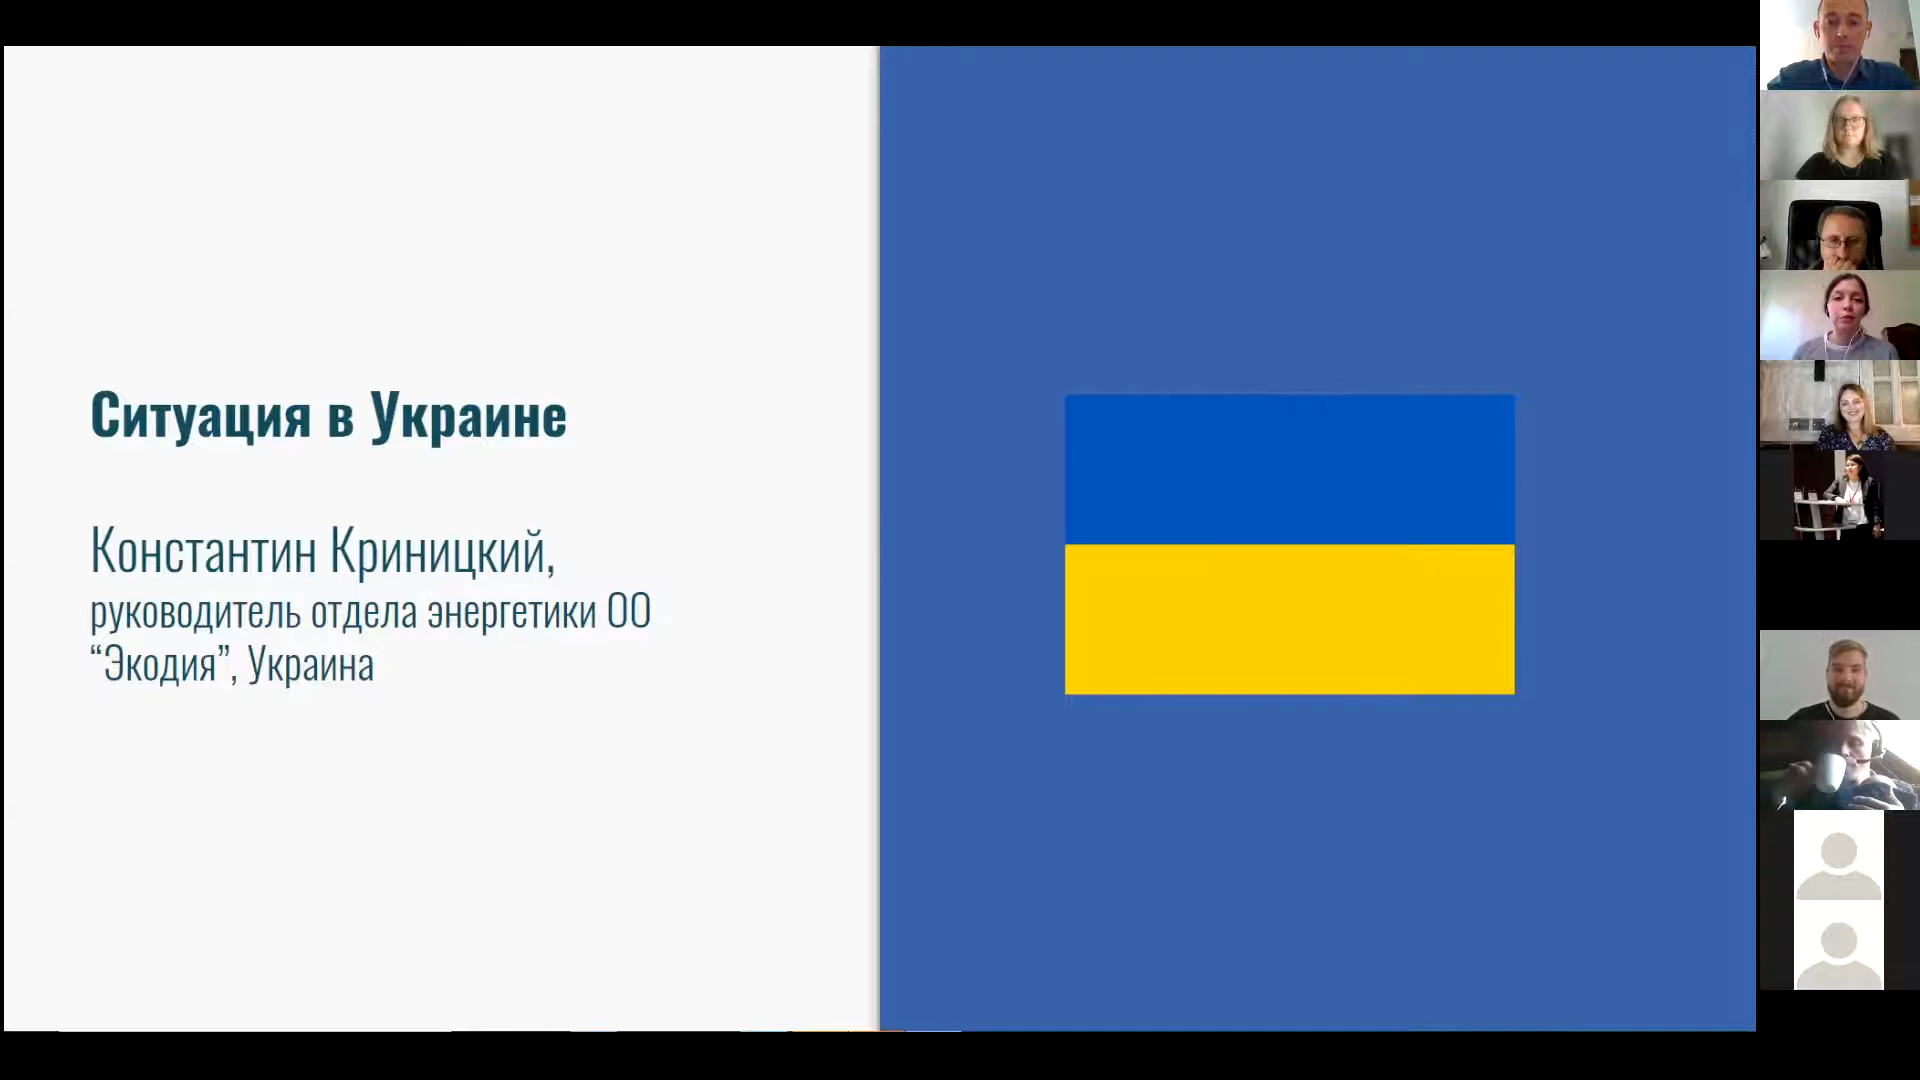 Ситуация в Украине
Константин Криницкий,
руководитель отдела энергетики ОО
“Экодия”, Украина